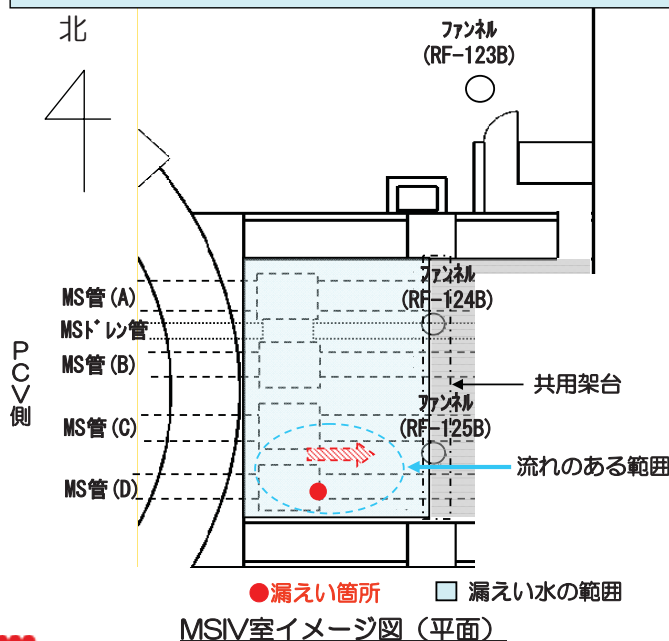 北
ファンネル
(RF-123B)
ファンネル
(RF-124B)
MS管(A)
MSドレン管
MS管(B)
PCV側
共用架台
ファンネル
(RF-125B)
MS管(C)
流れのある範囲
MS管(D)
●漏えい箇所
□ 漏えい水の範囲
MSIV室イメージ図（平面）